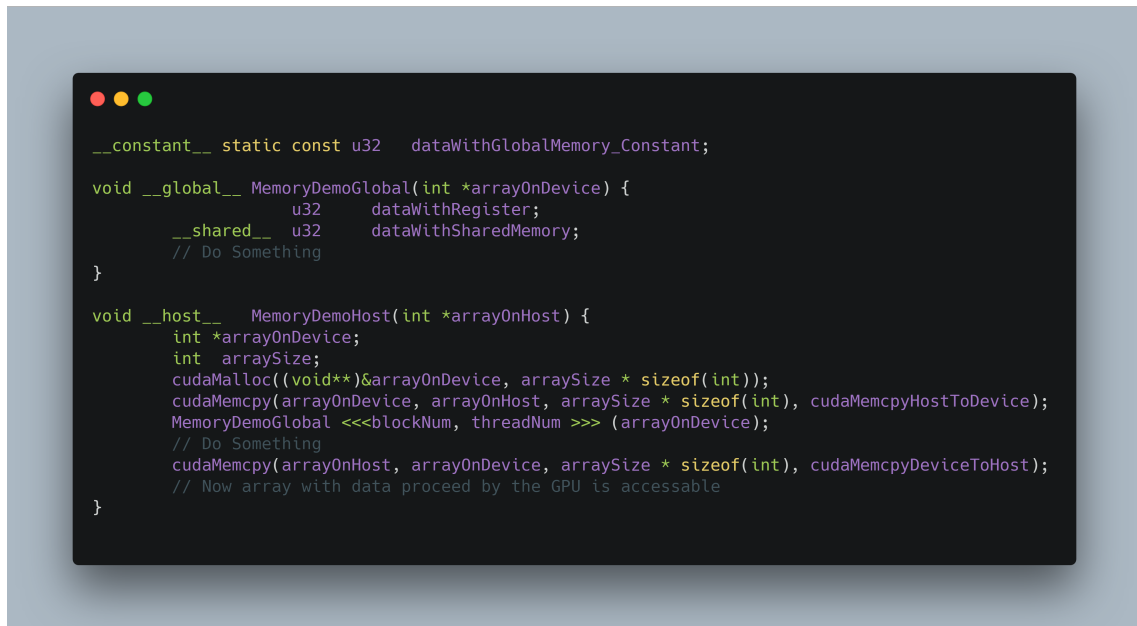 __constant__ static const u32   dataWithGlobalMemory_Constant;
void __global__ MemoryDemoGlobal(int *arrayOnDevice) {
                    u32     dataWithRegister;
        __shared__  u32     dataWithSharedMemory;
        // Do Something
}
void __host__   MemoryDemoHost(int *arrayOnHost) {
        int *arrayOnDevice;
        int  arraySize;
        cudaMalloc((void**)&arrayOnDevice, arraySize * sizeof(int));
        cudaMemcpy(arrayOnDevice, arrayOnHost, arraySize * sizeof(int), cudaMemcpyHostToDevice);
        MemoryDemoGlobal <<<blockNum, threadNum >>> (arrayOnDevice);
        // Do Something
        cudaMemcpy(arrayOnHost, arrayOnDevice, arraySize * sizeof(int), cudaMemcpyDeviceToHost);
        // Now array with data proceed by the GPU is accessable
}